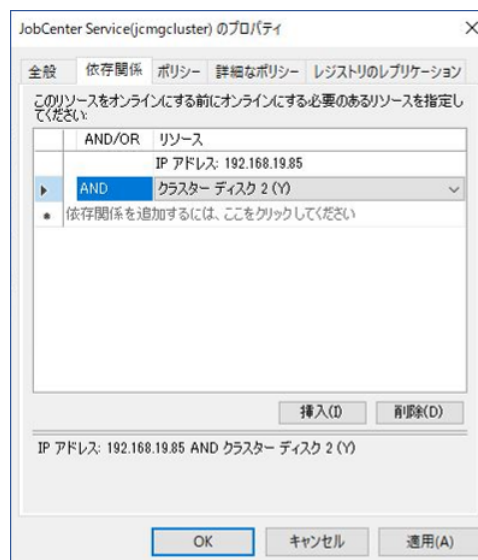 JobCenter Service(jcmgcluster) のプロパティ
全般 依存関係 ポリシー 詳細なポリシー レジストリのレプリケーション
このリソースをオンラインにする前にオンラインにする必要のあるリソースを指定し
てください:
AND/OR リソース
IP アドレス: 192.168.19.85
AND クラスター ディスク 2 (Y)
依存関係を追加するには、ここをクリックしてください
挿入(I) 削除(D)
IP アドレス: 192.168.19.85 AND クラスター ディスク 2 (Y)
OK キャンセル 適用(A)